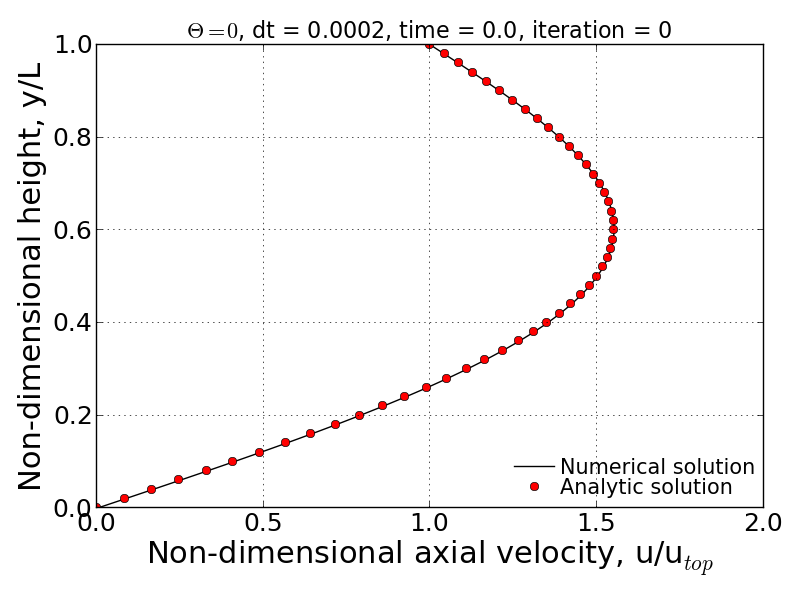 Θ = 0, dt = 0.0002, time = 0.0, iteration = 0
1.0
0.8
0.6
0.4
0.2
0.0
Non-dimensional height, y/L
Numerical solution
Analytic solution
0.0 0.5 1.0 1.5 2.0
Non-dimensional axial velocity, u/u_top